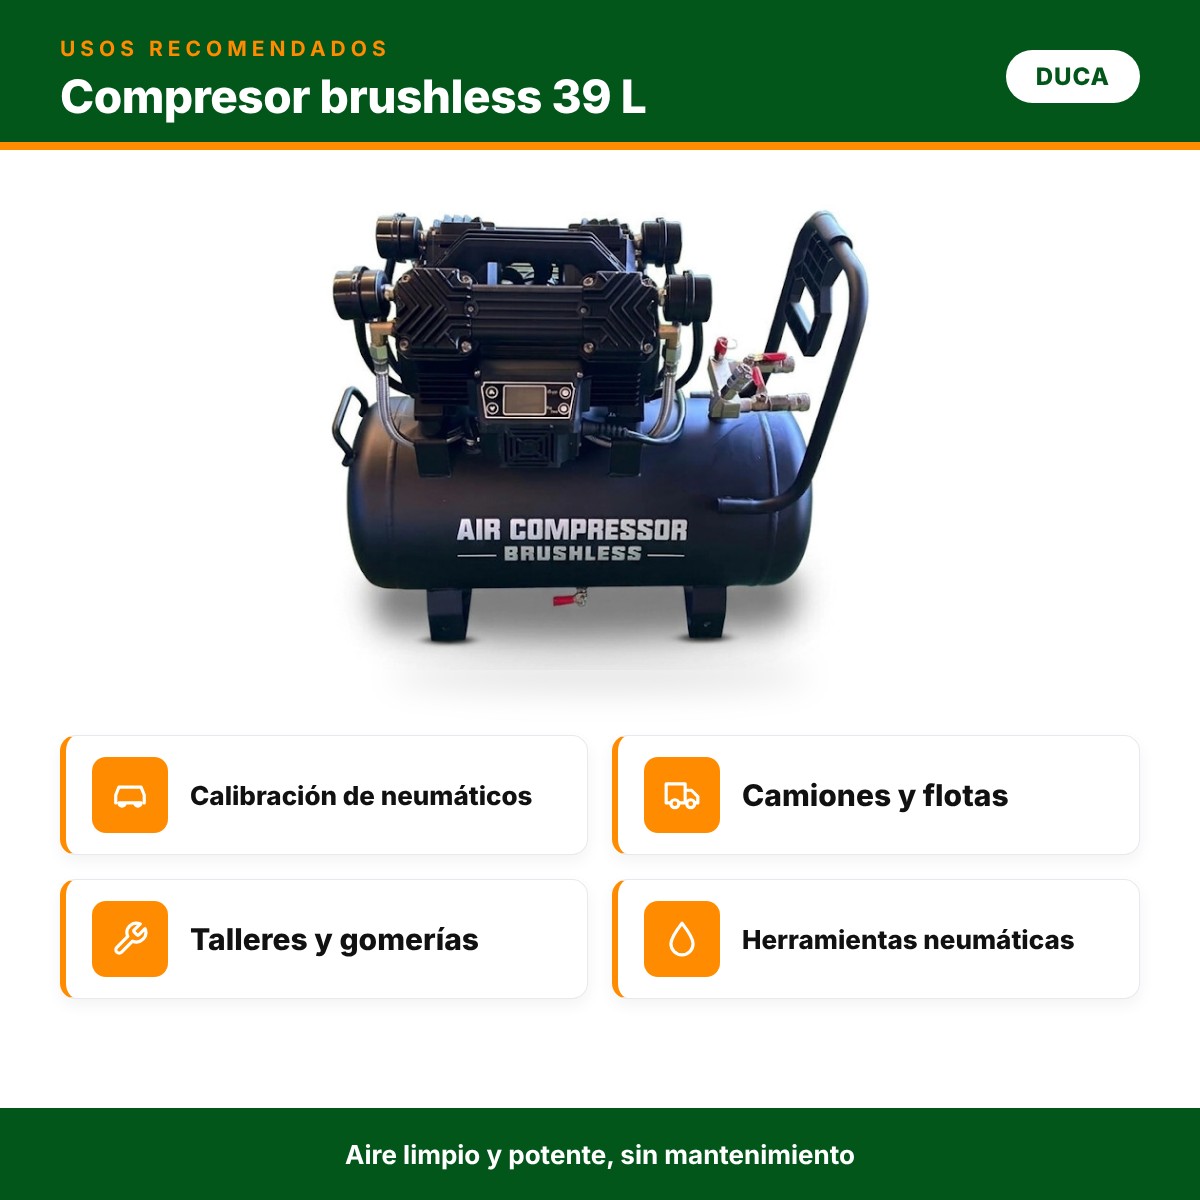 USOS RECOMENDADOS
Compresor brushless 39 L
DUCA
AIR COMPRESSOR
BRUSHLESS
Calibración de neumáticos
Camiones y flotas
Talleres y gomerías
Herramientas neumáticas
Aire limpio y potente, sin mantenimiento